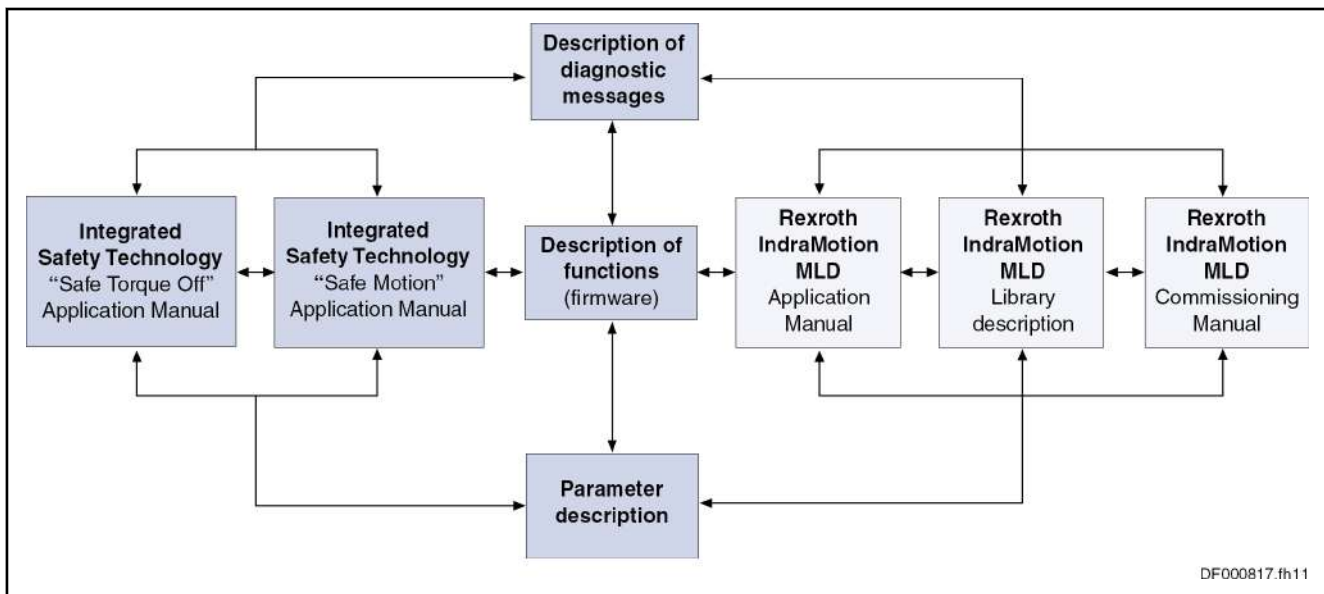 Description of
diagnostic
messages
Integrated
Safety Technology
“Safe Torque Off”
Application Manual
Integrated
Safety Technology
“Safe Motion”
Application Manual
Description of
functions
(firmware)
Rexroth
IndraMotion
MLD
Application
Manual
Rexroth
IndraMotion
MLD
Library
description
Rexroth
IndraMotion
MLD
Commissioning
Manual
Parameter
description
DF000817.fh11